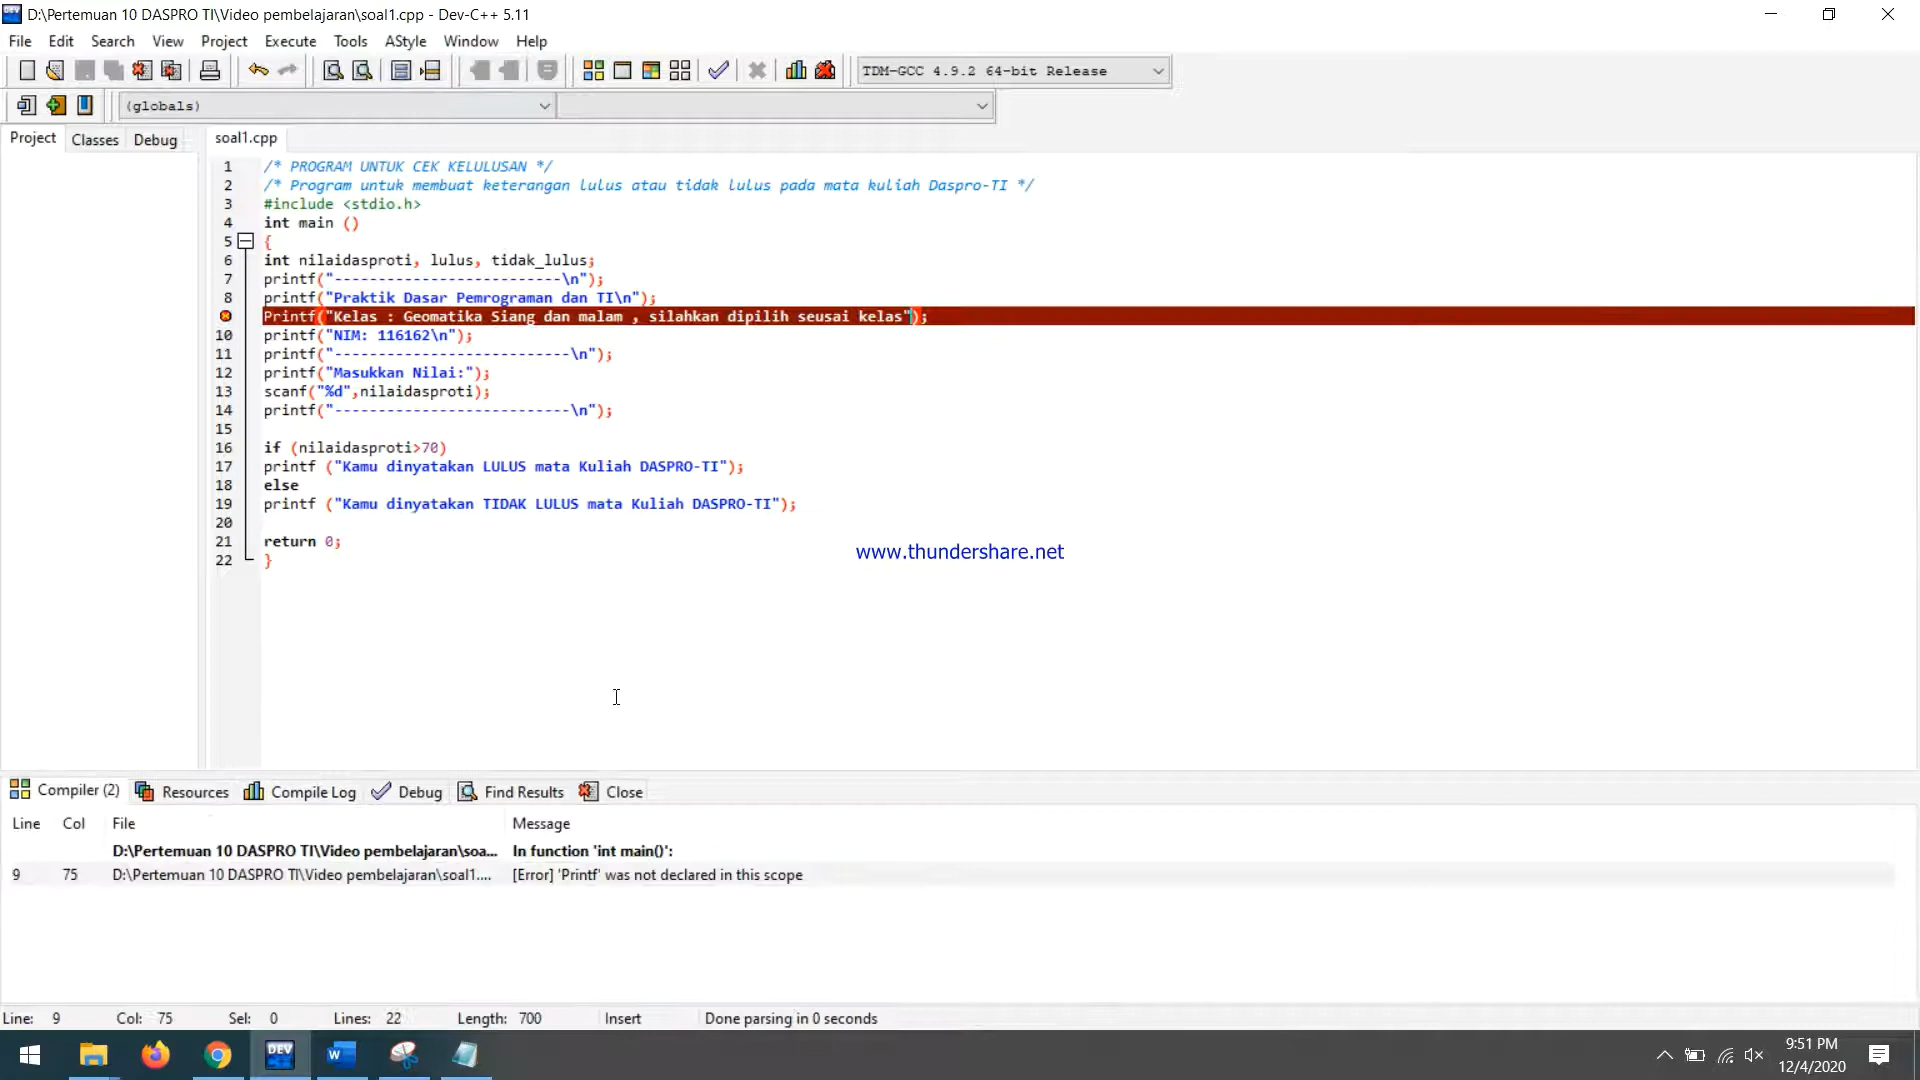 D:\Pertemuan 10 DASPRO TI\Video pembelajaran\soal1.cpp - Dev-C++ 5.11
File Edit Search View Project Execute Tools AStyle Window Help
TDM-GCC 4.9.2 64-bit Release
(globals)
Project Classes Debug soal1.cpp
1 /* PROGRAM UNTUK CEK KELULUSAN */
2 /* Program untuk membuat keterangan lulus atau tidak lulus pada mata kuliah Daspro-TI */
3 #include <stdio.h>
4 int main ()
5 {
6 int nilaidasproti, lulus, tidak_lulus;
7 printf("--------------------------\n");
8 printf("Praktik Dasar Pemrograman dan TI\n");
Printf("Kelas : Geomatika Siang dan malam , silahkan dipilih seusai kelas");
10 printf("NIM: 116162\n");
11 printf("---------------------------\n");
12 printf("Masukkan Nilai:");
13 scanf("%d",nilaidasproti);
14 printf("---------------------------\n");
15
16 if (nilaidasproti>70)
17 printf ("Kamu dinyatakan LULUS mata Kuliah DASPRO-TI");
18 else
19 printf ("Kamu dinyatakan TIDAK LULUS mata Kuliah DASPRO-TI");
20
21 return 0;
22 }
www.thundershare.net
Compiler (2) Resources Compile Log Debug Find Results Close
Line Col File Message
D:\Pertemuan 10 DASPRO TI\Video pembelajaran\soa... In function 'int main()':
9 75 D:\Pertemuan 10 DASPRO TI\Video pembelajaran\soal1.... [Error] 'Printf' was not declared in this scope
Line: 9 Col: 75 Sel: 0 Lines: 22 Length: 700 Insert Done parsing in 0 seconds
DEV
9:51 PM
12/4/2020